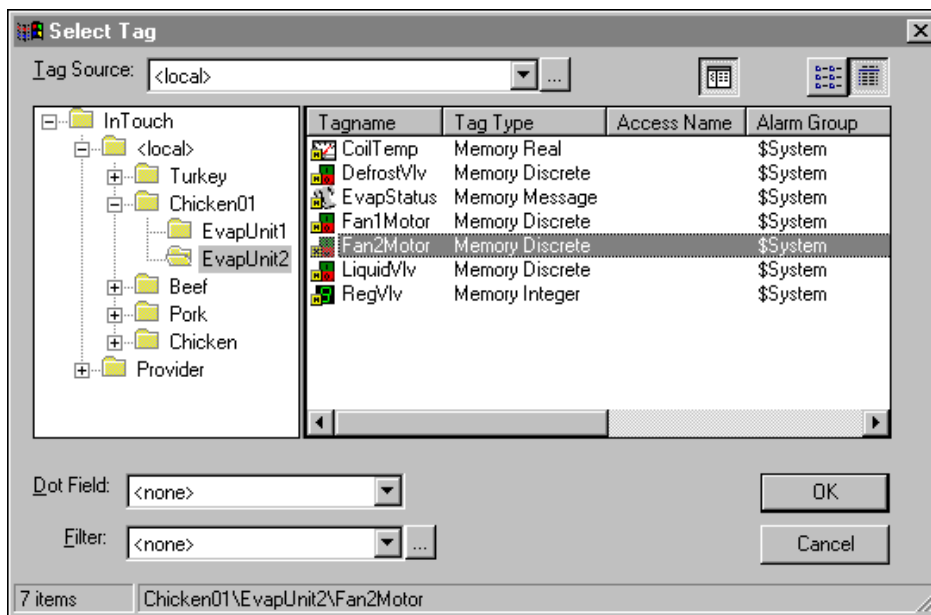 Select Tag
Tag Source: <local> ...
InTouch
<local>
Turkey
Chicken01
EvapUnit1
EvapUnit2
Beef
Pork
Chicken
Provider
Tagname Tag Type Access Name Alarm Group
CoilTemp Memory Real $System
DefrostVlv Memory Discrete $System
EvapStatus Memory Message $System
Fan1Motor Memory Discrete $System
Fan2Motor Memory Discrete $System
LiquidVlv Memory Discrete $System
RegVlv Memory Integer $System
Dot Field: <none>
OK
Filter: <none> ...
Cancel
7 items Chicken01\EvapUnit2\Fan2Motor